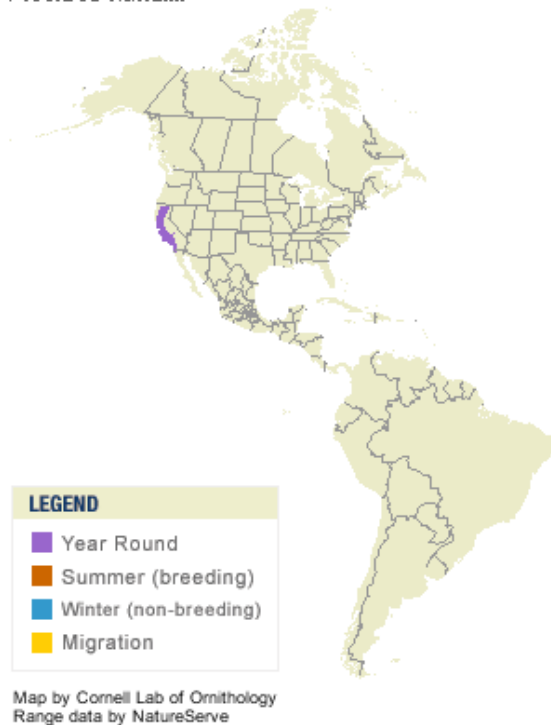 LEGEND
Year Round
Summer (breeding)
Winter (non-breeding)
Migration
Map by Cornell Lab of Ornithology
Range data by NatureServe